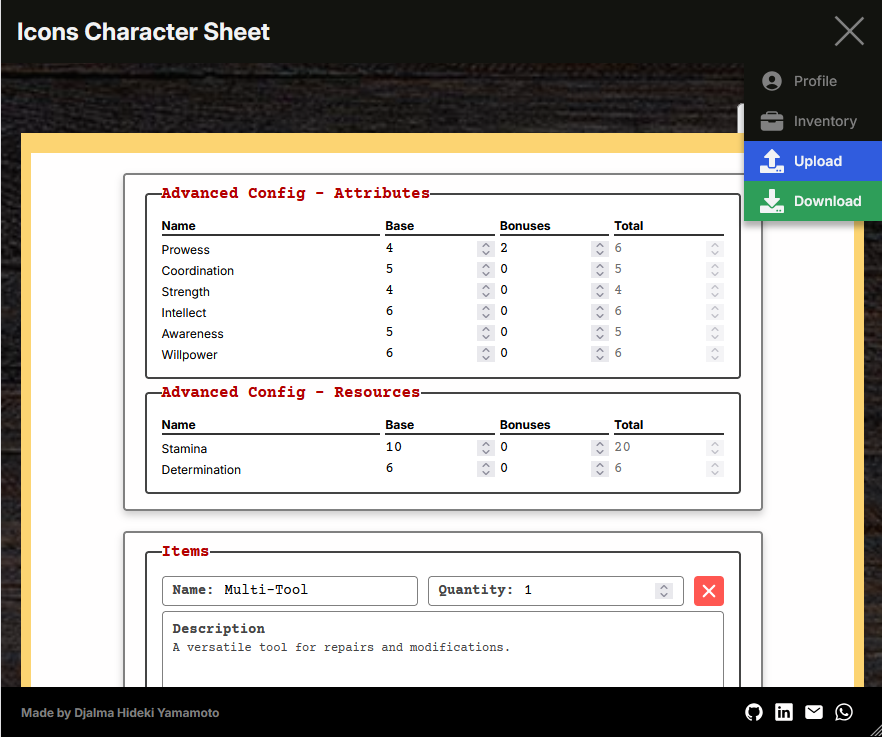 Icons Character Sheet
Profile
Inventory
Upload
Download
Advanced Config - Attributes
Name Base Bonuses Total
Prowess 4 2 6
Coordination 5 0 5
Strength 4 0 4
Intellect 6 0 6
Awareness 5 0 5
Willpower 6 0 6
Advanced Config - Resources
Name Base Bonuses Total
Stamina 10 0 20
Determination 6 0 6
Items
Name: Multi-Tool Quantity: 1
Description
A versatile tool for repairs and modifications.
Made by Djalma Hideki Yamamoto
in